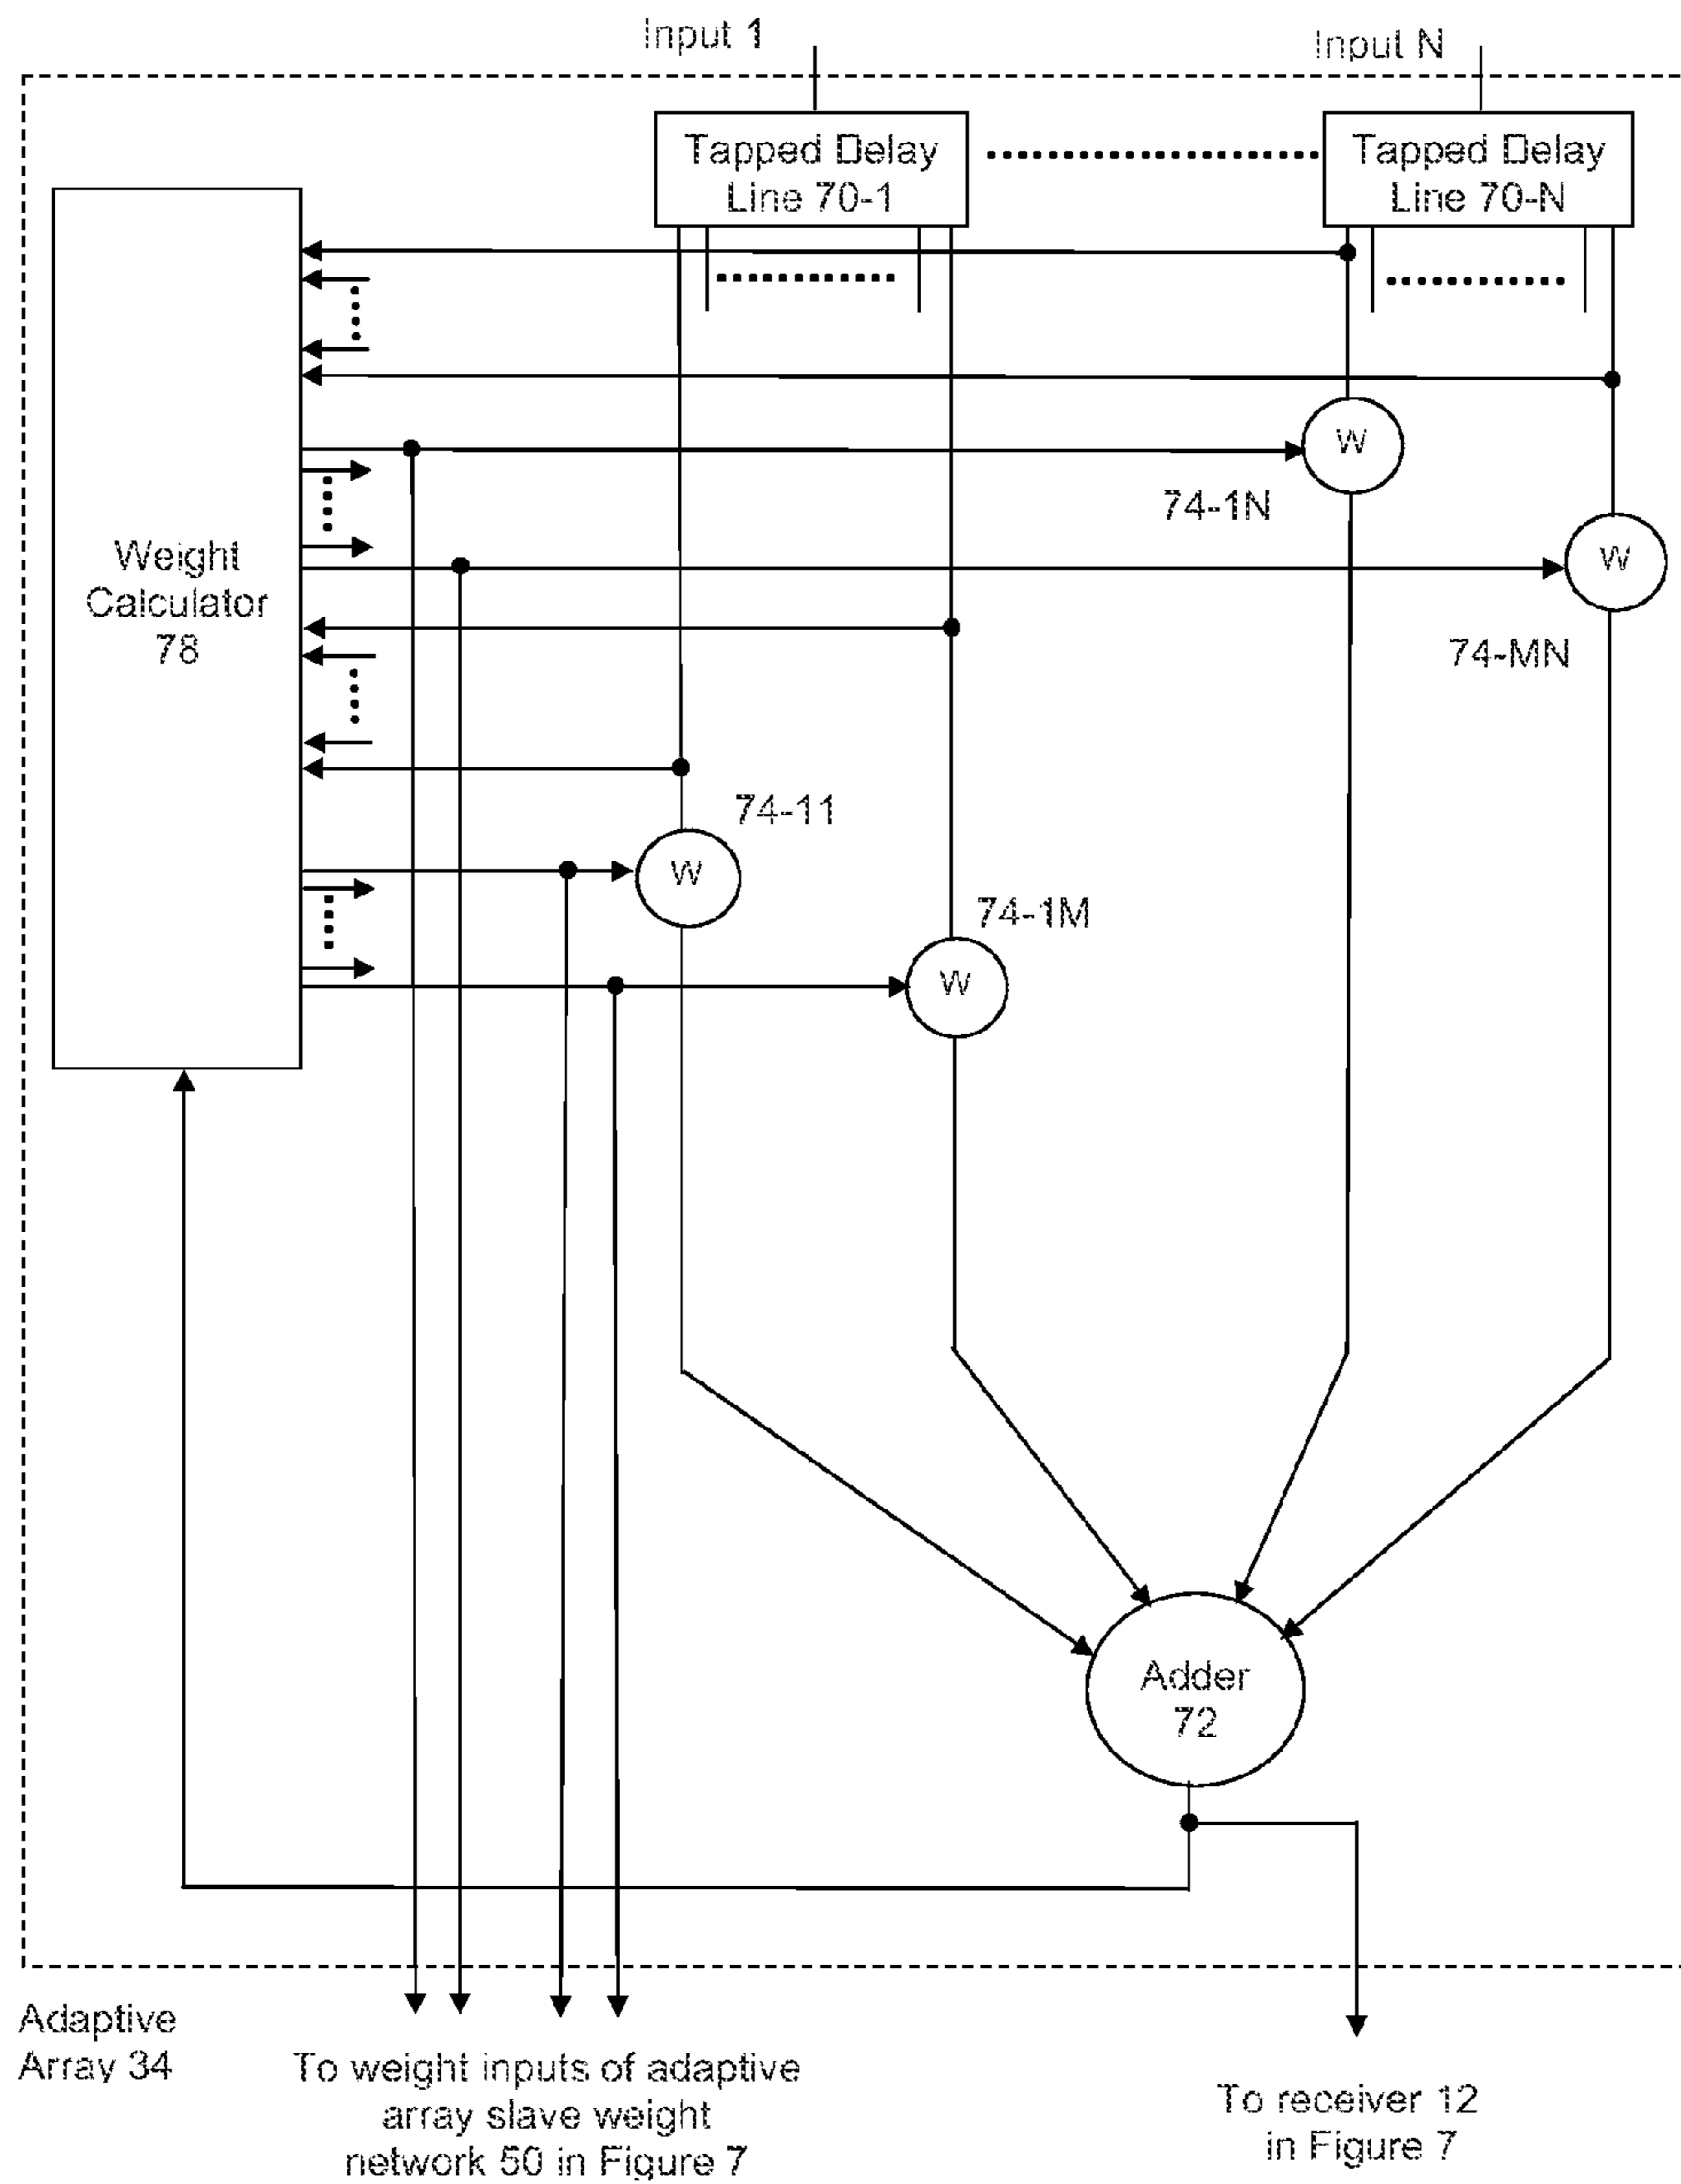 Input 1
Input N
Tapped Delay
Line 70-1
Tapped Delay
Line 70-N
W
74-1N
W
74-MN
Weight
Calculator
78
74-11
W
74-1M
W
Adder
72
Adaptive
Array 34
To weight inputs of adaptive
array slave weight
network 50 in Figure 7
To receiver 12
in Figure 7